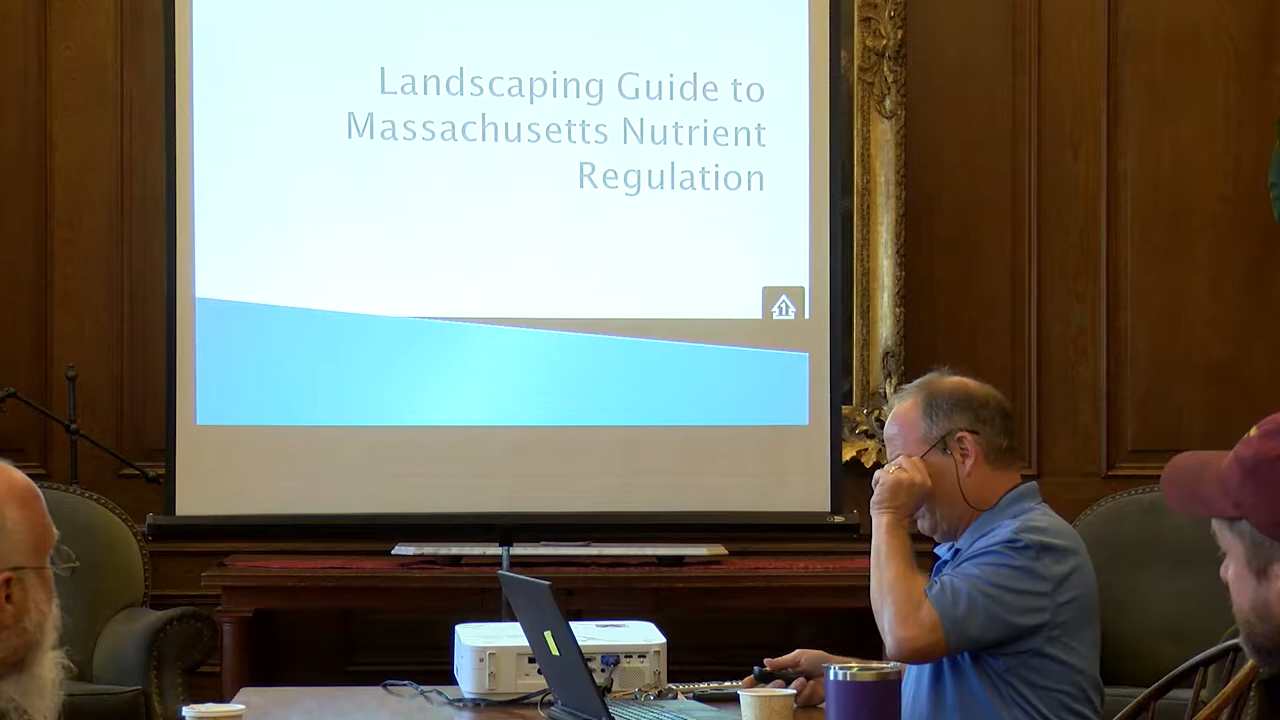 Landscaping Guide to
Massachusetts Nutrient
Regulation